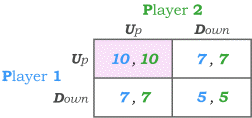 Player 2
Up Down
Up 10 , 10 7 , 7
Player 1
Down 7 , 7 5 , 5